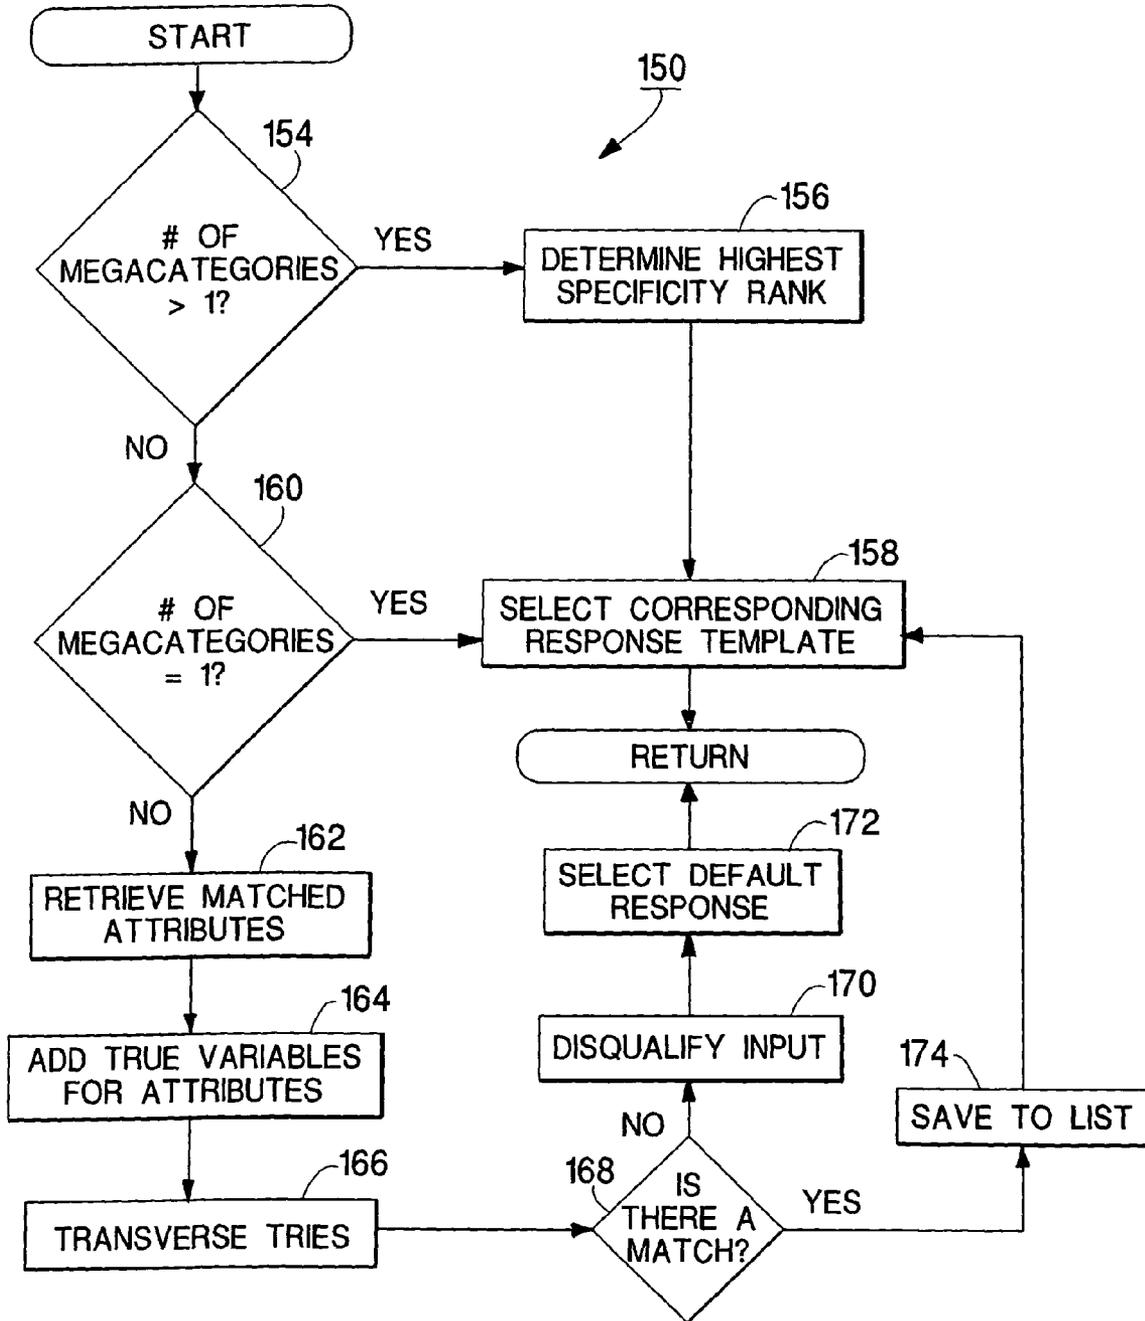 START
150
154
# OF
MEGACATEGORIES
> 1?
YES
156
DETERMINE HIGHEST
SPECIFICITY RANK
NO
160
# OF
MEGACATEGORIES
= 1?
YES
158
SELECT CORRESPONDING
RESPONSE TEMPLATE
RETURN
NO
162
RETRIEVE MATCHED
ATTRIBUTES
172
SELECT DEFAULT
RESPONSE
164
ADD TRUE VARIABLES
FOR ATTRIBUTES
170
DISQUALIFY INPUT
174
SAVE TO LIST
166
TRANSVERSE TRIES
NO
168
IS
THERE A
MATCH?
YES